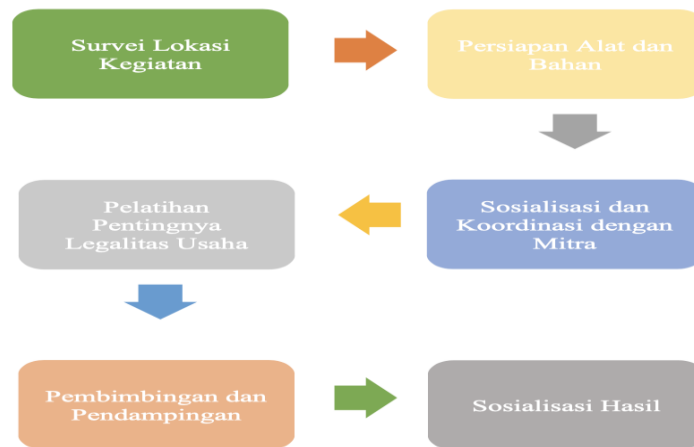 Survei Lokasi
Kegiatan
Persiapan Alat dan
Bahan
Sosialisasi dan
Koordinasi dengan
Mitra
Pelatihan
Pentingnya
Legalitas Usaha
Pembimbingan dan
Pendampingan
Sosialisasi Hasil